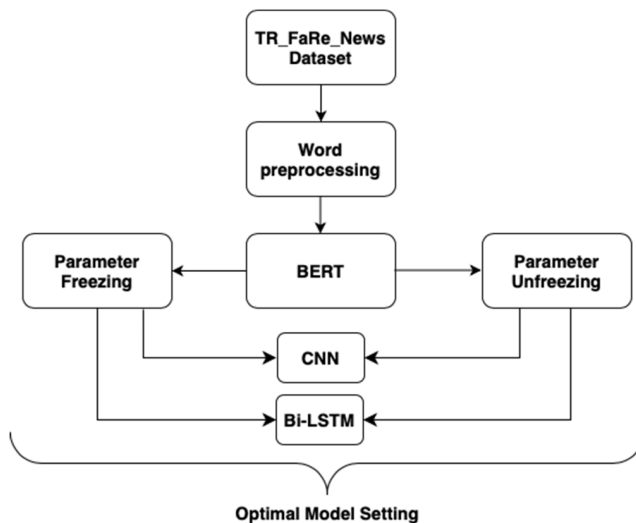 TR_FaRe_News
Dataset
Word
preprocessing
Parameter
Freezing
BERT
Parameter
Unfreezing
CNN
Bi-LSTM
Optimal Model Setting